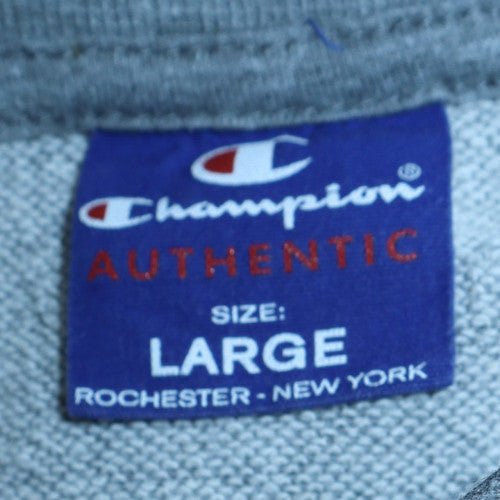 Champion®
AUTHENTIC
SIZE:
LARGE
ROCHESTER - NEW YORK